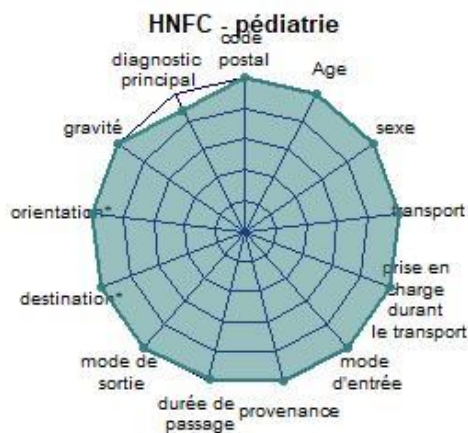 HNFC - pédiatrie
code
postal
Age
sexe
transport
prise en
charge
durant
le transport
mode
d'entrée
provenance
durée de
passage
mode de
sortie
destination*
orientation*
gravité
diagnostic
principal